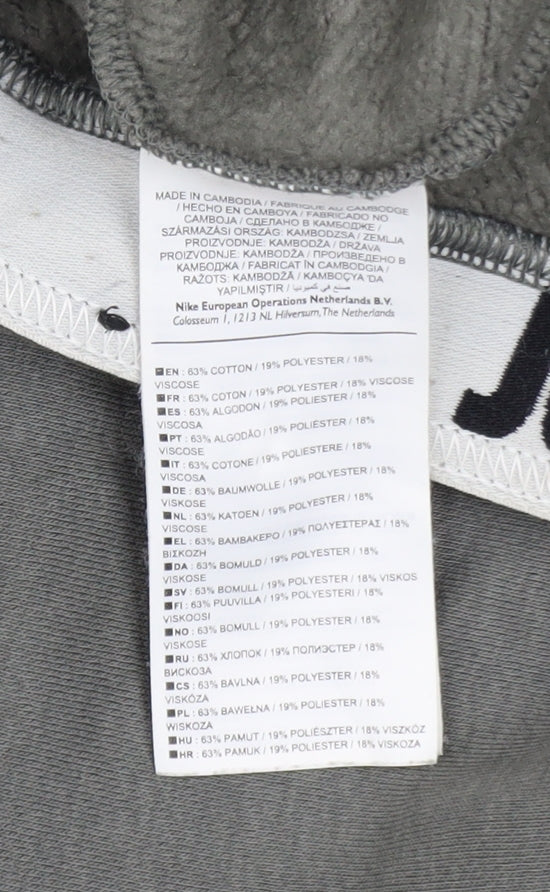 MADE IN CAMBODIA / FABRIQUÉ AU CAMBODGE
/ HECHO EN CAMBOYA / FABRICADO NO
CAMBOJA / СДЕЛАНО В КАМБОДЖЕ /
SZÁRMAZÁSI ORSZÁG: KAMBODZSA / ZEMLJA
PROIZVODNJE: KAMBODŽA / DRŽAVA
PROIZVODNJE: KAMBODŽA / ПРОИЗВЕДЕНО В
КАМБОДЖА / FABRICAT ÎN CAMBODGIA /
RAŽOTS: KAMBODŽĀ / KAMBOÇYA 'DA
YAPILMIŞTIR / صنع في كمبوديا
Nike European Operations Netherlands B.V.
Colosseum 1, 1213 NL Hilversum, The Netherlands
EN : 63% COTTON / 19% POLYESTER / 18%
VISCOSE
FR : 63% COTON / 19% POLYESTER / 18% VISCOSE
ES : 63% ALGODON / 19% POLIESTER / 18%
VISCOSA
PT : 63% ALGODÃO / 19% POLIÉSTER / 18%
VISCOSE
IT : 63% COTONE / 19% POLIESTERE / 18%
VISCOSA
DE : 63% BAUMWOLLE / 19% POLYESTER / 18%
VISKOSE
NL : 63% KATOEN / 19% POLYESTER / 18%
VISCOSE
EL : 63% ΒΑΜΒΑΚΕΡΟ / 19% ΠΟΛΥΕΣΤΕΡΑΣ / 18%
ΒΙΣΚΟΖΗ
DA : 63% BOMULD / 19% POLYESTER / 18%
VISKOSE
SV : 63% BOMULL / 19% POLYESTER / 18% VISKOS
FI : 63% PUUVILLA / 19% POLYESTERI / 18%
VISKOOSI
NO : 63% BOMULL / 19% POLYESTER / 18%
VISKOSE
RU : 63% ХЛОПОК / 19% ПОЛИЭСТЕР / 18%
ВИСКОЗА
CS : 63% BAVLNA / 19% POLYESTER / 18%
VISKÓZA
PL : 63% BAWEŁNA / 19% POLIESTER / 18%
WISKOZA
HU : 63% PAMUT / 19% POLIÉSZTER / 18% VISZKÓZ
HR : 63% PAMUK / 19% POLIESTER / 18% VISKOZA